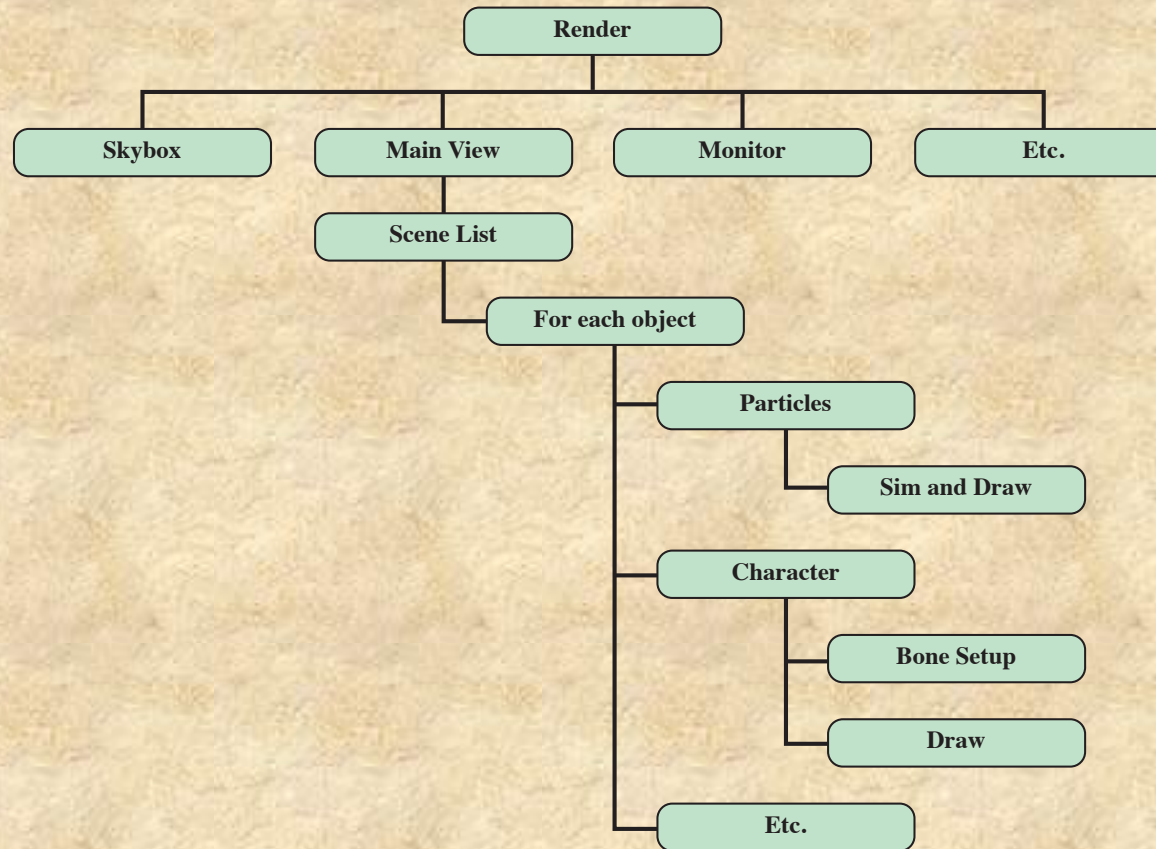 Render
Skybox
Main View
Monitor
Etc.
Scene List
For each object
Particles
Sim and Draw
Character
Bone Setup
Draw
Etc.